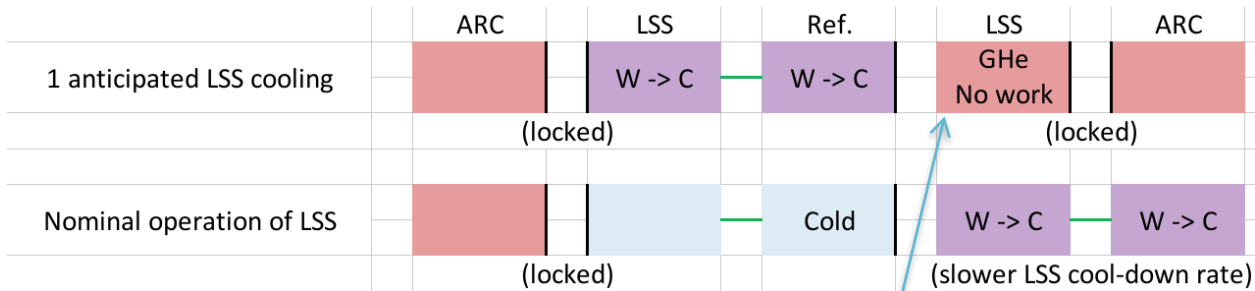 ARC LSS Ref. LSS ARC
1 anticipated LSS cooling W -> C W -> C GHe
No work
(locked) (locked)
Nominal operation of LSS Cold W -> C W -> C
(locked) (slower LSS cool-down rate)